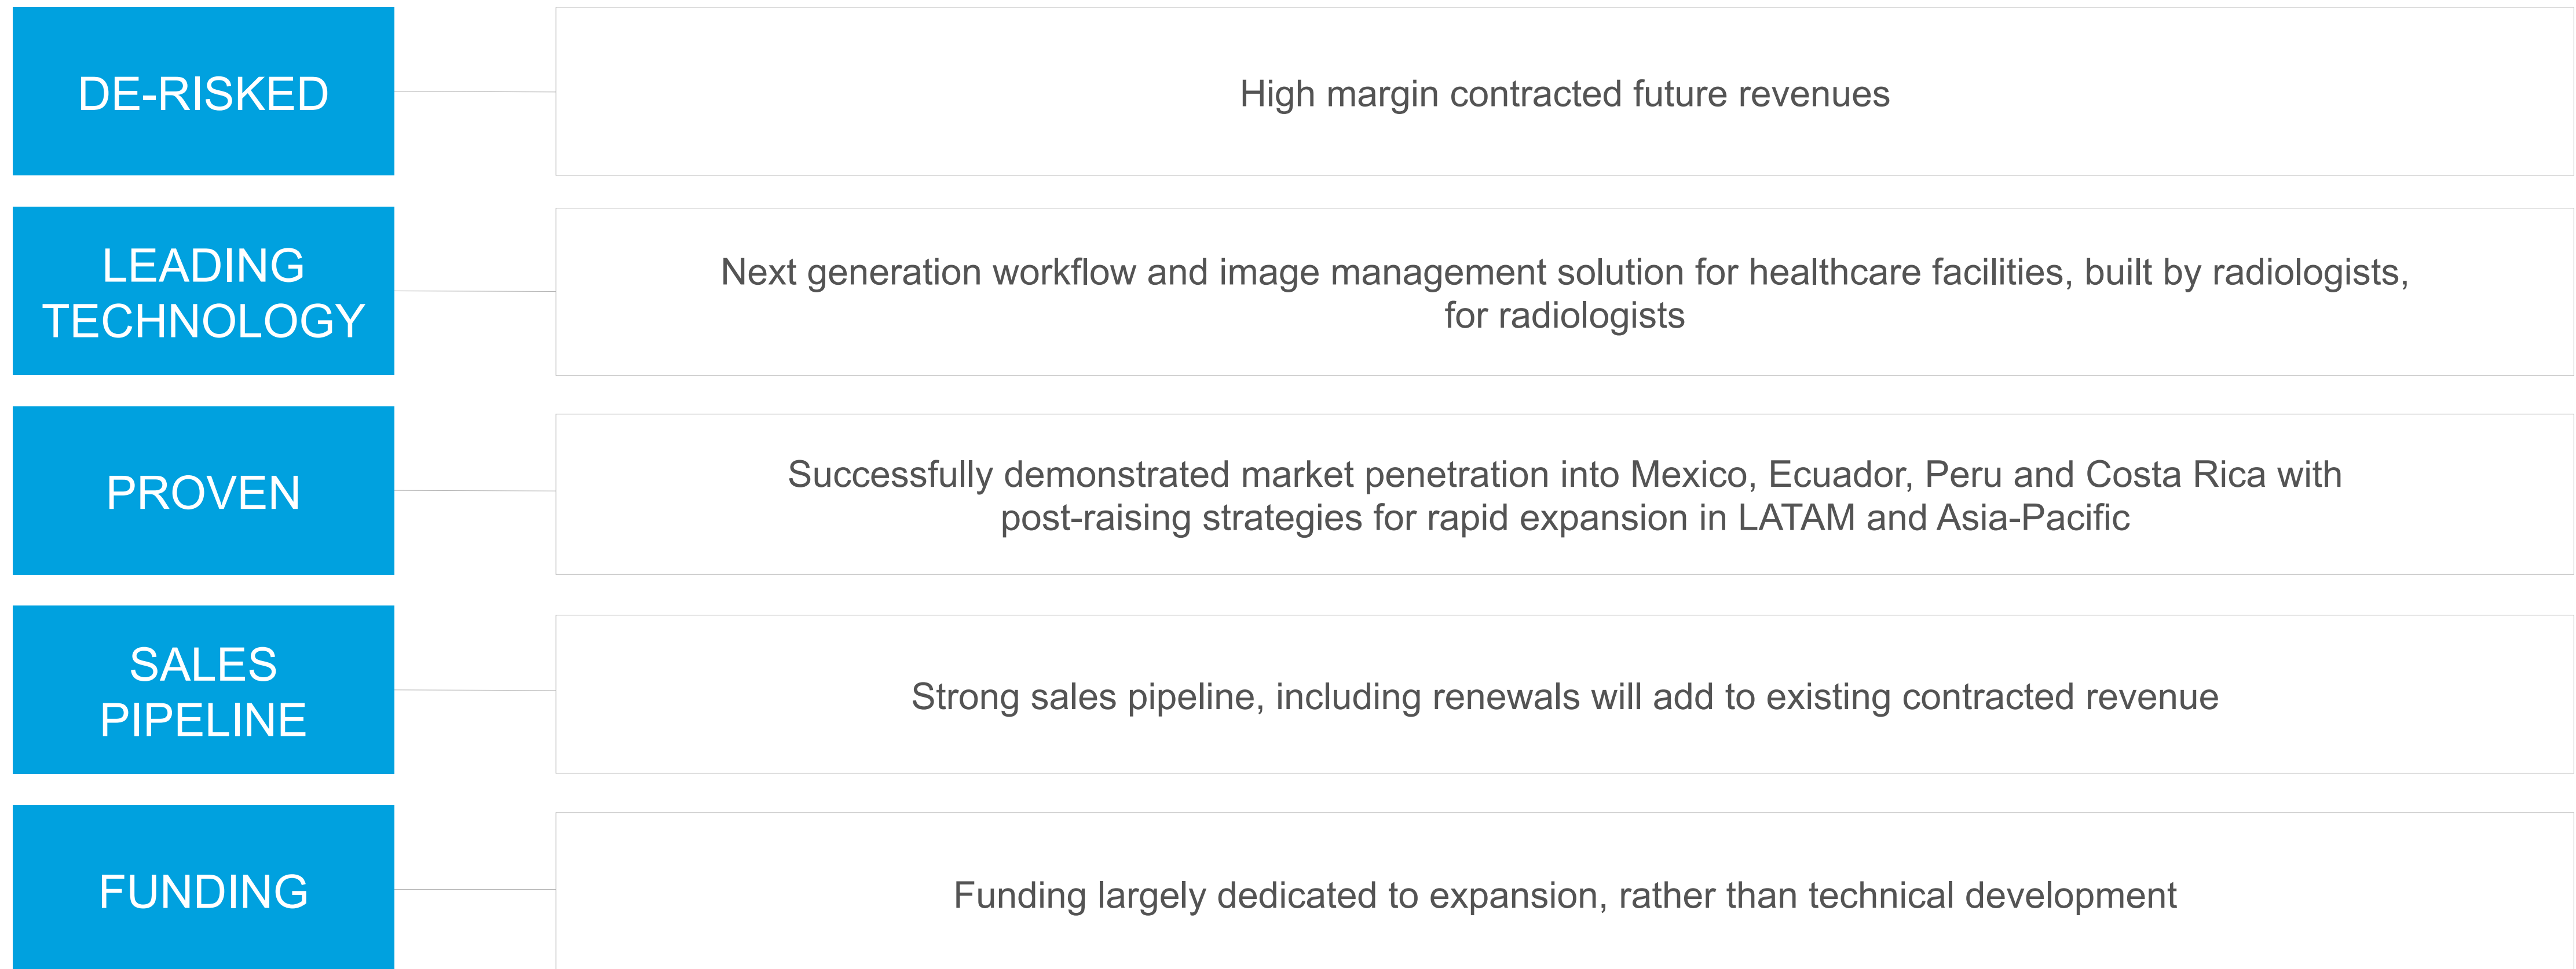 DE-RISKED
High margin contracted future revenues
LEADING
TECHNOLOGY
Next generation workflow and image management solution for healthcare facilities, built by radiologists,
for radiologists
PROVEN
Successfully demonstrated market penetration into Mexico, Ecuador, Peru and Costa Rica with
post-raising strategies for rapid expansion in LATAM and Asia-Pacific
SALES
PIPELINE
Strong sales pipeline, including renewals will add to existing contracted revenue
FUNDING
Funding largely dedicated to expansion, rather than technical development